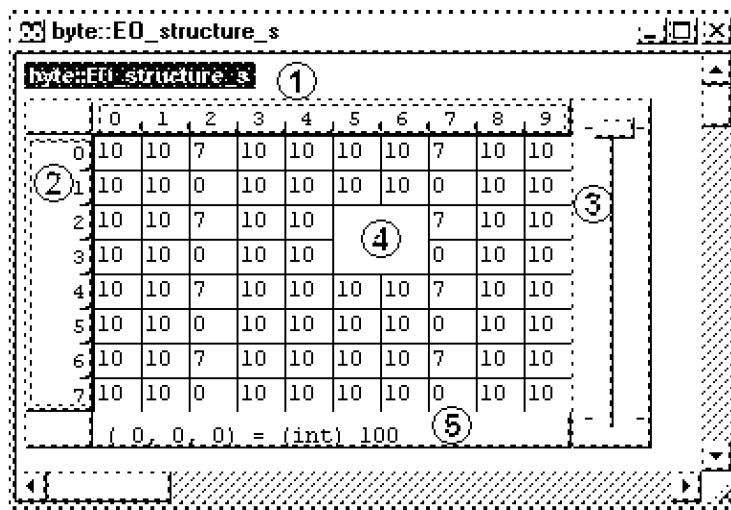 byte::EO_structure_s
byte::EO_structure_s ①
0 1 2 3 4 5 6 7 8 9
0 10 10 7 10 10 10 10 7 10 10
② 1 10 10 0 10 10 10 10 0 10 10 ③
2 10 10 7 10 10 ④ 7 10 10
3 10 10 0 10 10 0 10 10
4 10 10 7 10 10 10 10 7 10 10
5 10 10 0 10 10 10 10 0 10 10
6 10 10 7 10 10 10 10 7 10 10
7 10 10 0 10 10 10 10 0 10 10
( 0, 0, 0) = (int) 100 ⑤